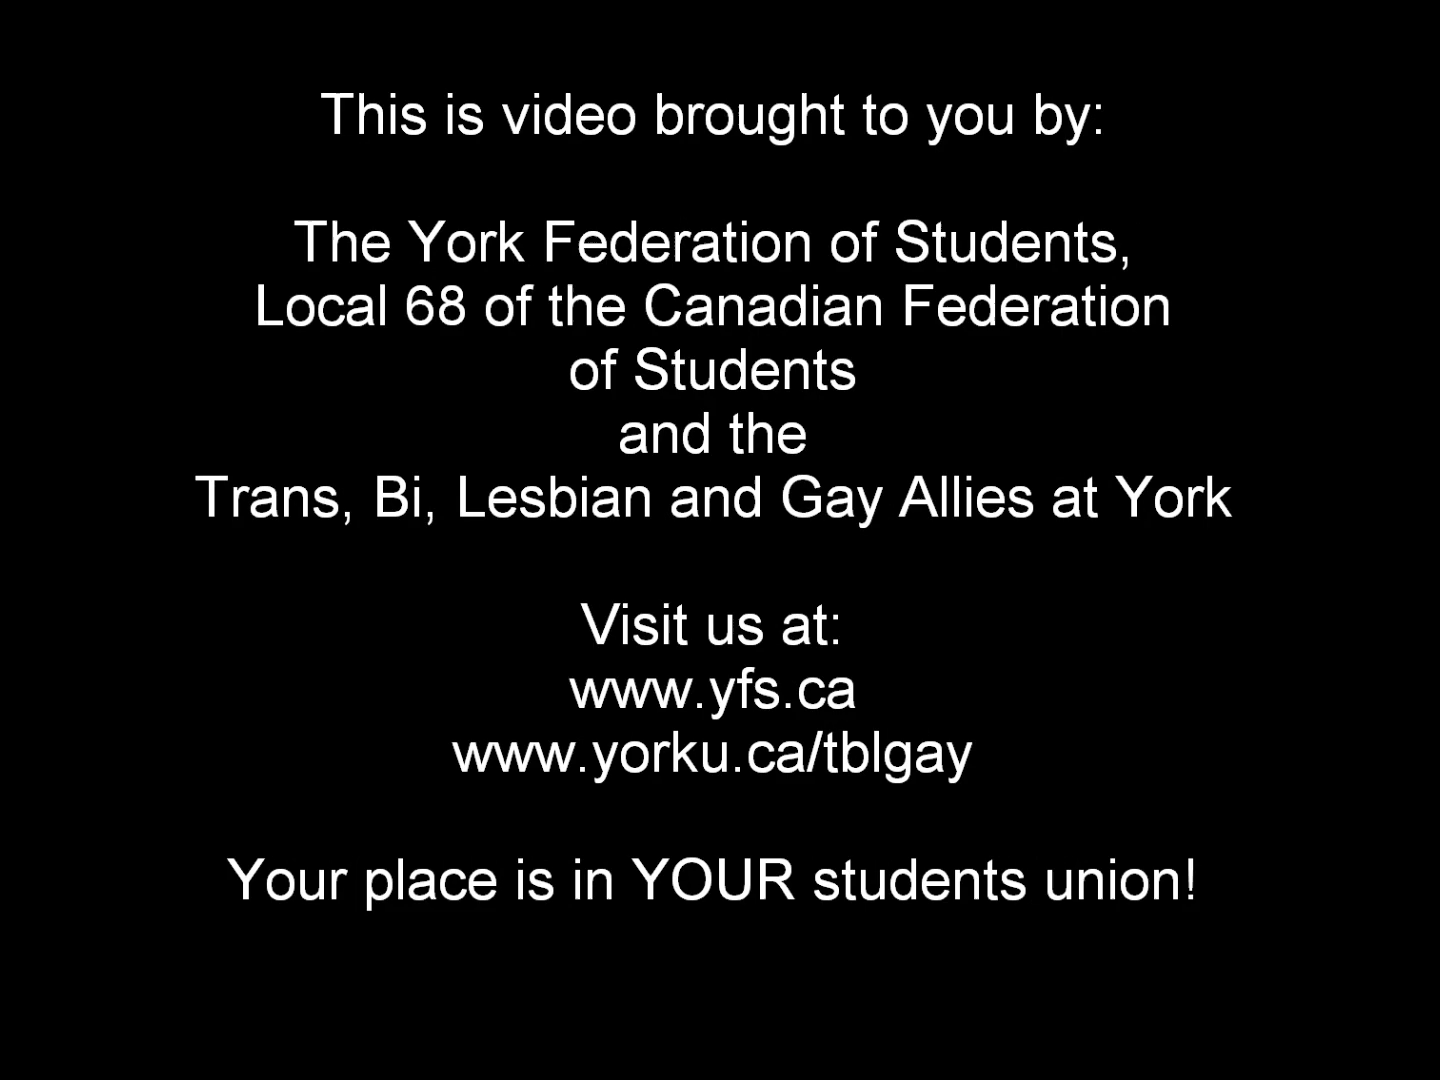 This is video brought to you by:
The York Federation of Students,
Local 68 of the Canadian Federation
of Students
and the
Trans, Bi, Lesbian and Gay Allies at York
Visit us at:
www.yfs.ca
www.yorku.ca/tblgay
Your place is in YOUR students union!